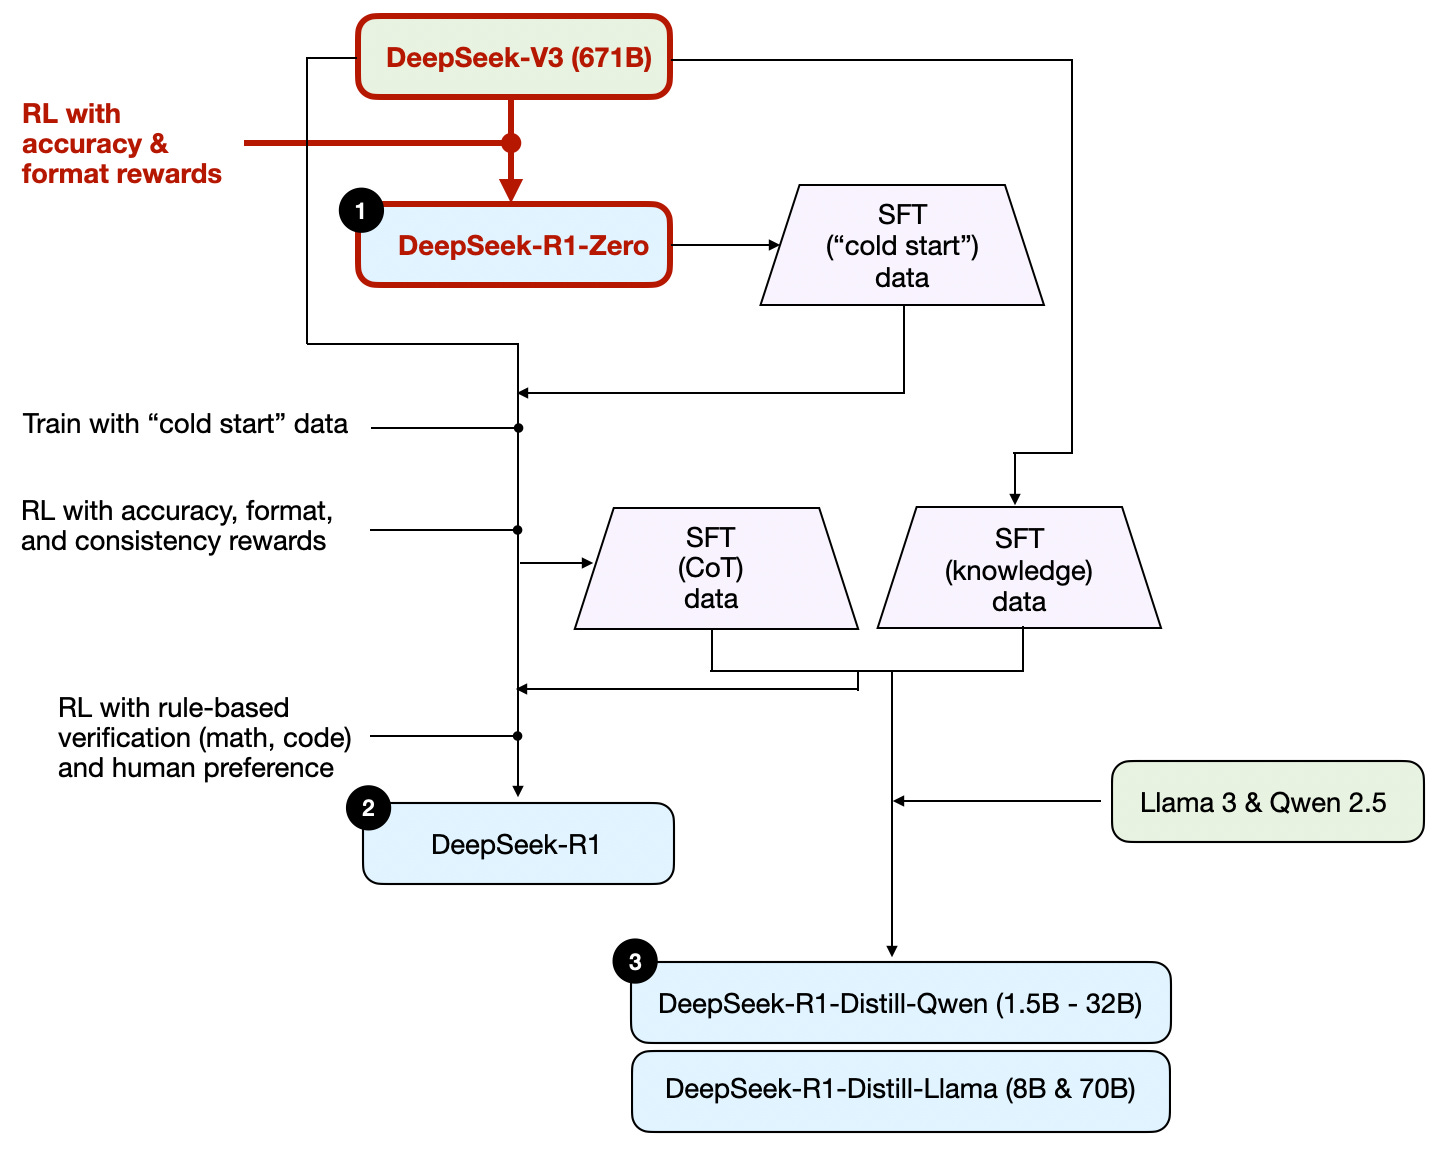 DeepSeek-V3 (671B)
RL with
accuracy &
format rewards
1
DeepSeek-R1-Zero
SFT
(“cold start”)
data
Train with “cold start” data
RL with accuracy, format,
and consistency rewards
SFT
(CoT)
data
SFT
(knowledge)
data
RL with rule-based
verification (math, code)
and human preference
2
DeepSeek-R1
Llama 3 & Qwen 2.5
3
DeepSeek-R1-Distill-Qwen (1.5B - 32B)
DeepSeek-R1-Distill-Llama (8B & 70B)